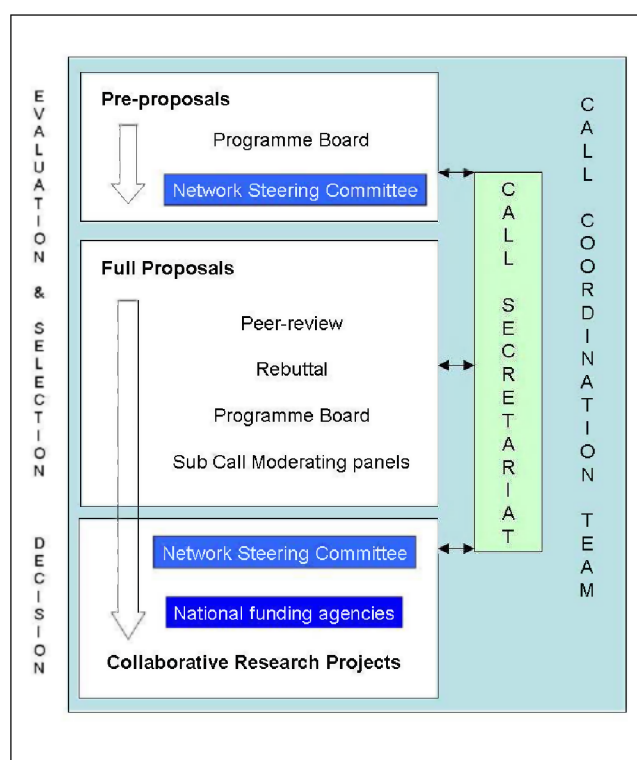 EVALUATION & SELECTION
DECISION
Pre-proposals
Programme Board
Network Steering Committee
Full Proposals
Peer-review
Rebuttal
Programme Board
Sub Call Moderating panels
Network Steering Committee
National funding agencies
Collaborative Research Projects
CALL SECRETARIAT
CALL COORDINATION TEAM